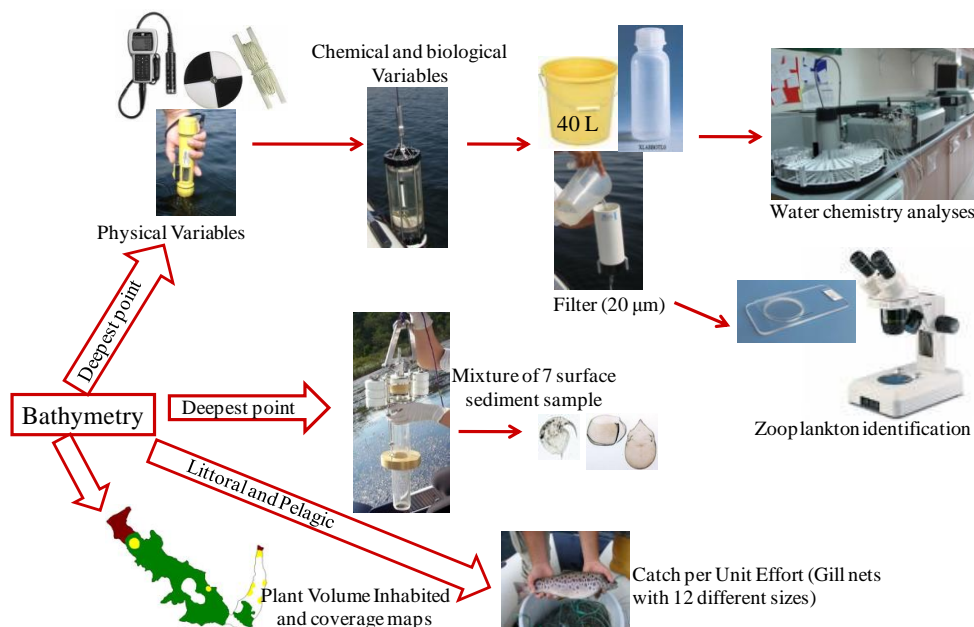 Chemical and biological
Variables
40 L
XLABBOTLS
Water chemistry analyses
Physical Variables
Filter (20 μm)
Deepest point
Bathymetry
Deepest point
Mixture of 7 surface
sediment sample
Zooplankton identification
Littoral and Pelagic
Plant Volume Inhabited
and coverage maps
Catch per Unit Effort (Gill nets
with 12 different sizes)